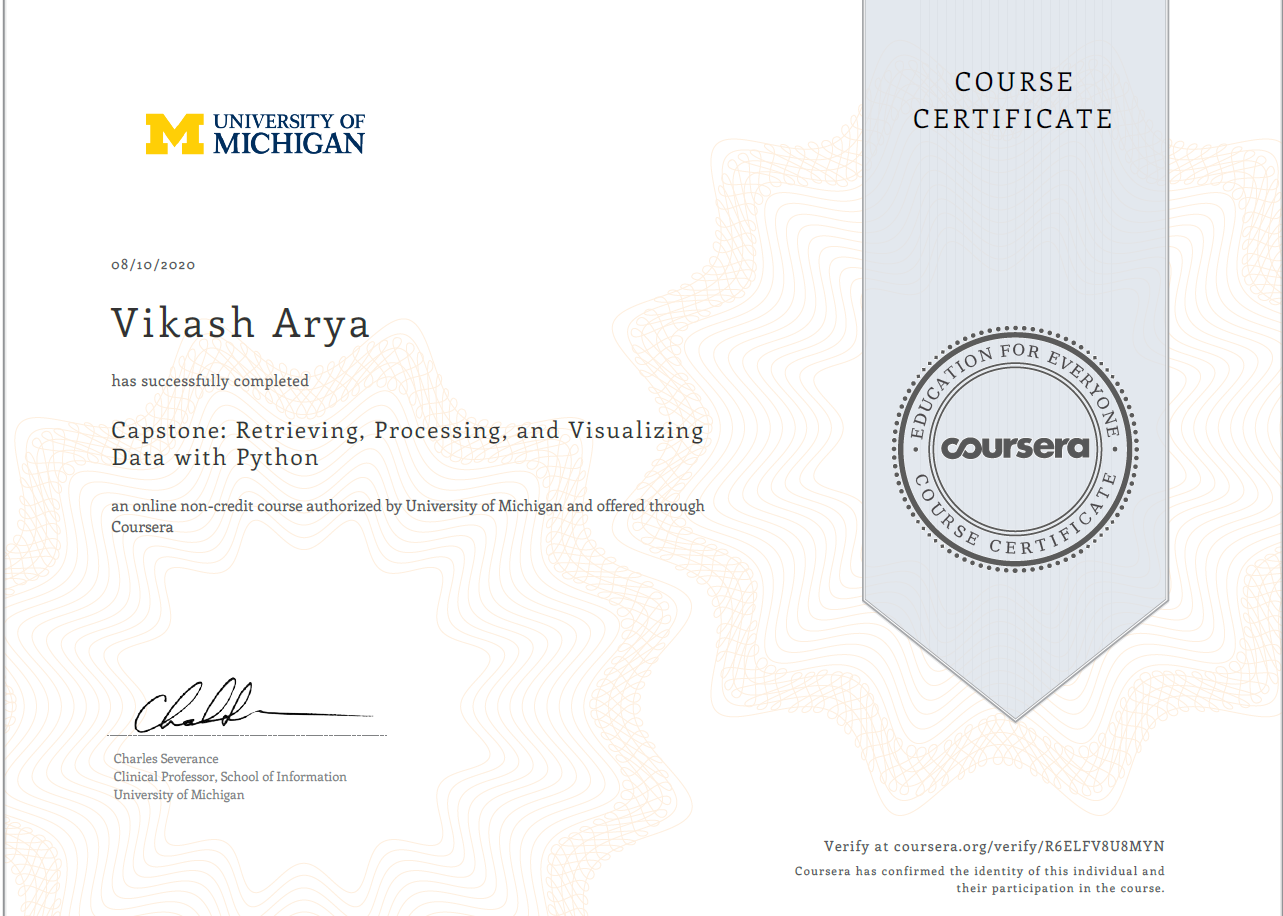 UNIVERSITY OF
MICHIGAN
COURSE
CERTIFICATE
08/10/2020
Vikash Arya
has successfully completed
Capstone: Retrieving, Processing, and Visualizing
Data with Python
an online non-credit course authorized by University of Michigan and offered through
Coursera
EDUCATION FOR EVERYONE
coursera
COURSE CERTIFICATE
Charles Severance
Clinical Professor, School of Information
University of Michigan
Verify at coursera.org/verify/R6ELFV8U8MYN
Coursera has confirmed the identity of this individual and
their participation in the course.